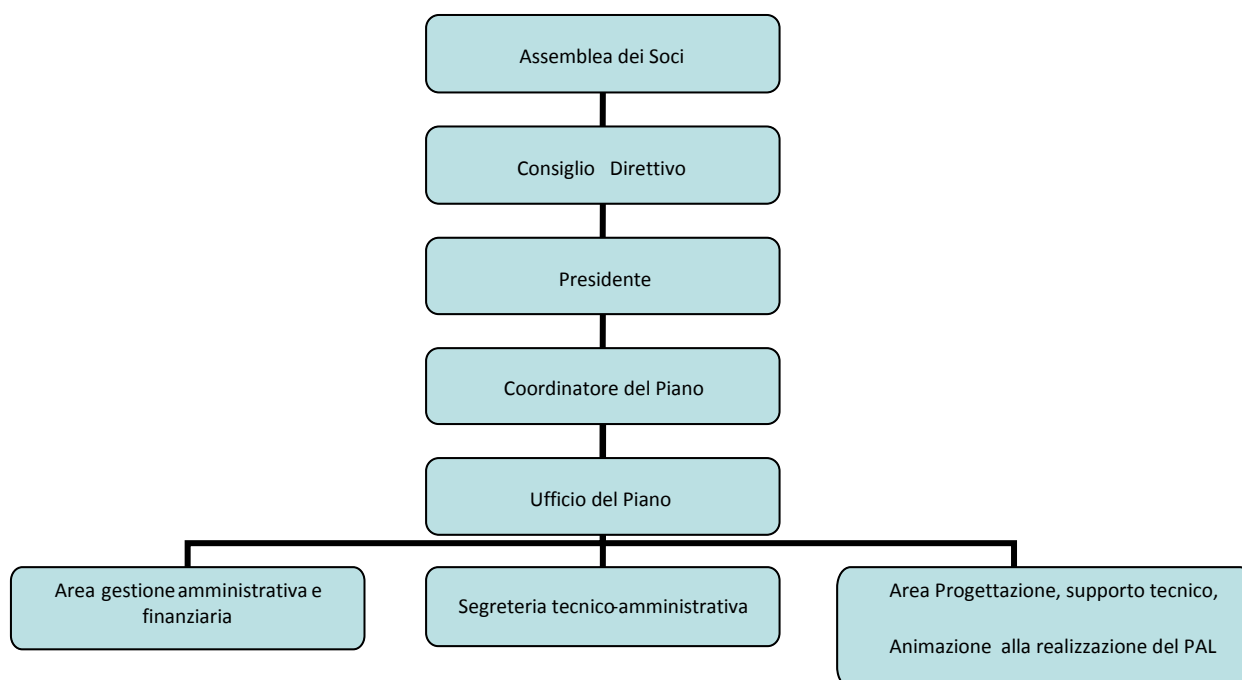 Assemblea dei Soci
Consiglio Direttivo
Presidente
Coordinatore del Piano
Ufficio del Piano
Area gestione amministrativa e
finanziaria
Segreteria tecnico-amministrativa
Area Progettazione, supporto tecnico,
Animazione alla realizzazione del PAL